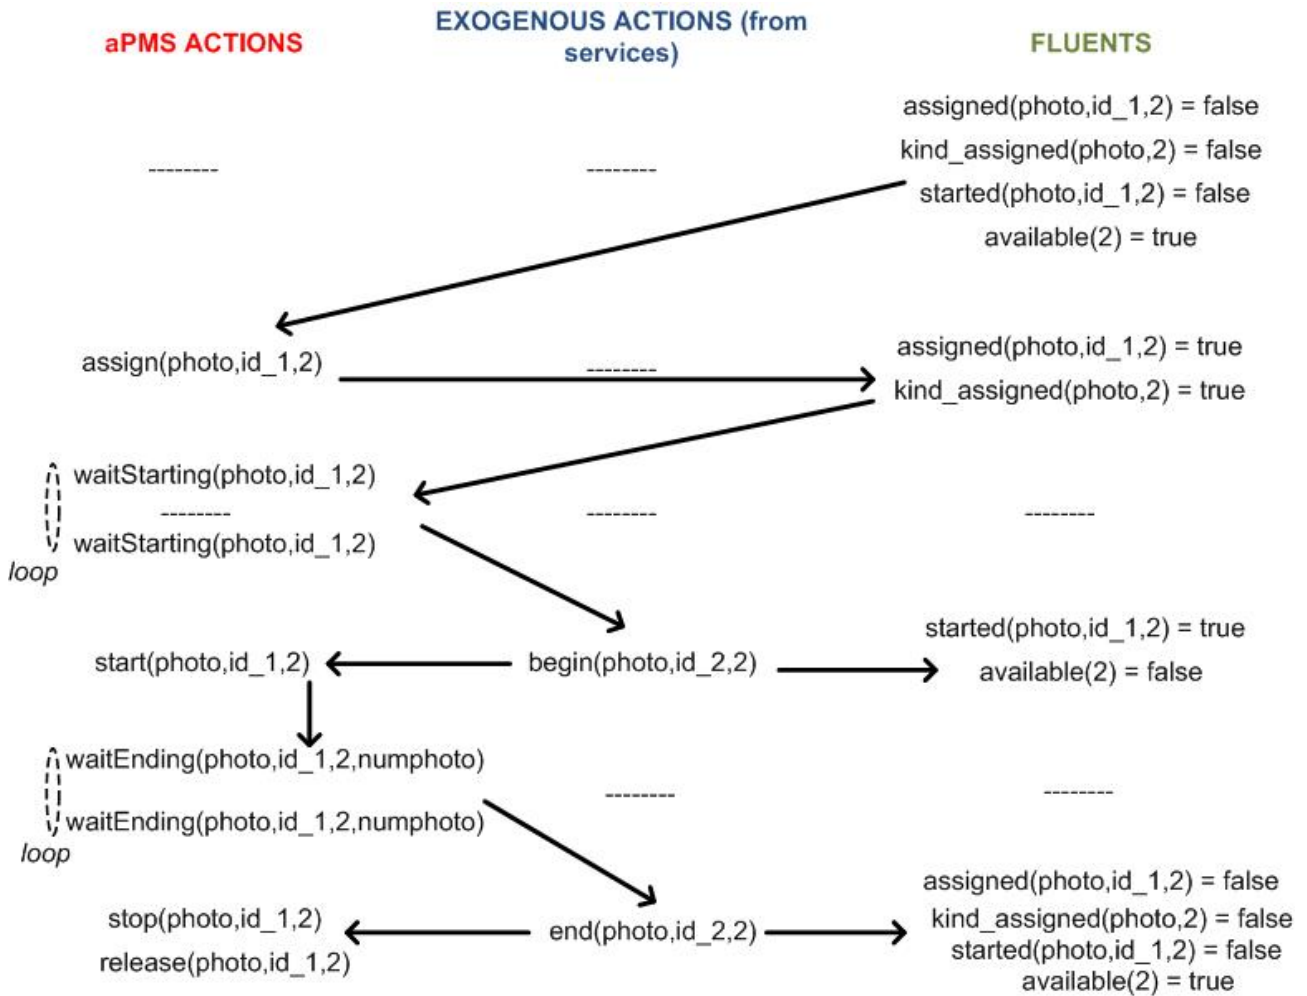 aPMS ACTIONS
EXOGENOUS ACTIONS (from
services)
FLUENTS
assigned(photo,id_1,2) = false
kind_assigned(photo,2) = false
started(photo,id_1,2) = false
available(2) = true
--------
--------
assign(photo,id_1,2)
--------
assigned(photo,id_1,2) = true
kind_assigned(photo,2) = true
waitStarting(photo,id_1,2)
--------
waitStarting(photo,id_1,2)
loop
--------
--------
start(photo,id_1,2)
begin(photo,id_2,2)
started(photo,id_1,2) = true
available(2) = false
waitEnding(photo,id_1,2,numphoto)
waitEnding(photo,id_1,2,numphoto)
loop
--------
--------
stop(photo,id_1,2)
release(photo,id_1,2)
end(photo,id_2,2)
assigned(photo,id_1,2) = false
kind_assigned(photo,2) = false
started(photo,id_1,2) = false
available(2) = true